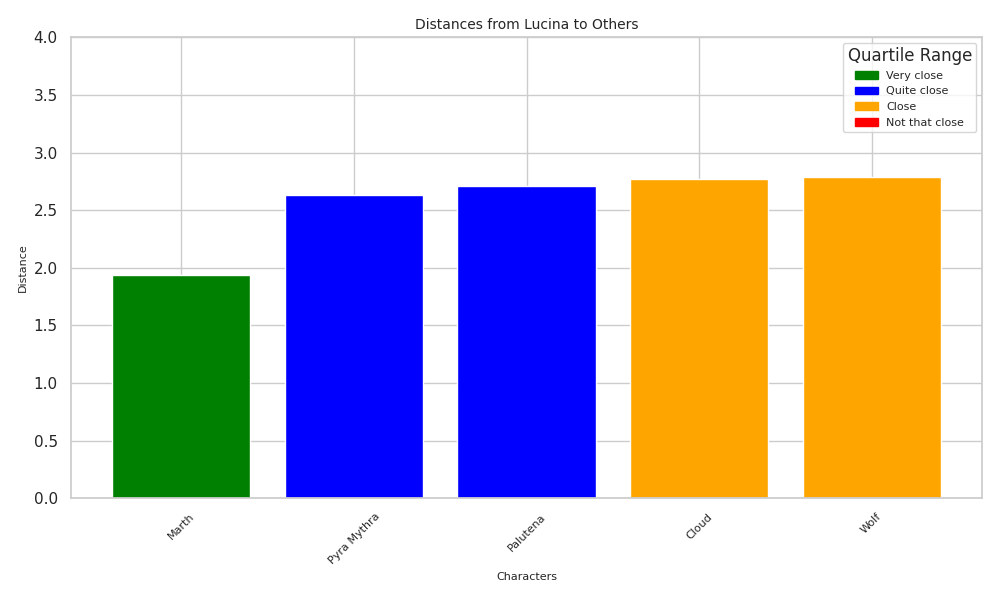 Distances from Lucina to Others
4.0
3.5
3.0
2.5
2.0
1.5
1.0
0.5
0.0
Distance
Quartile Range
Very close
Quite close
Close
Not that close
Marth
Pyra Mythra
Palutena
Cloud
Wolf
Characters